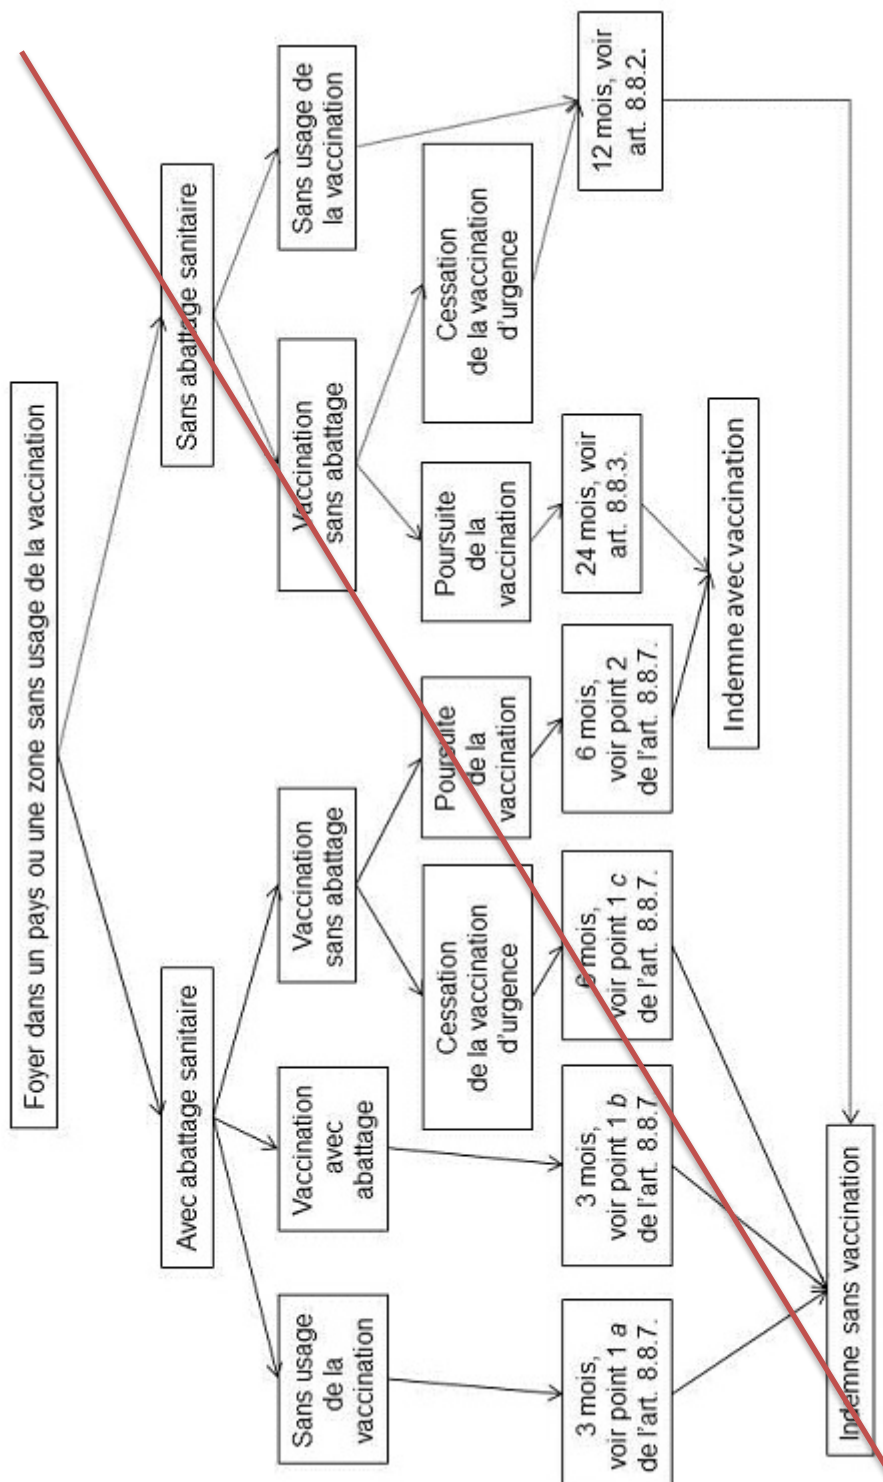 Foyer dans un pays ou une zone sans usage de la vaccination
Avec abattage sanitaire
Sans abattage sanitaire
Sans usage
de la
vaccination
Vaccination
avec
abattage
Vaccination
sans abattage
Vaccination
sans abattage
Sans usage de
la vaccination
Cessation
de la vaccination
d'urgence
Poursuite
de la
vaccination
Poursuite
de la
vaccination
Cessation
de la vaccination
d'urgence
3 mois,
voir point 1 a
de l'art. 8.8.7.
3 mois,
voir point 1 b
de l'art. 8.8.7
6 mois,
voir point 1 c
de l'art. 8.8.7.
6 mois,
voir point 2
de l'art. 8.8.7.
24 mois, voir
art. 8.8.3.
12 mois, voir
art. 8.8.2.
Indemne avec vaccination
Indemne sans vaccination